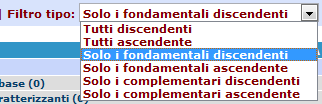 Filtro tipo: Solo i fondamentali discendenti
Tutti discendenti
Tutti ascendente
Solo i fondamentali discendenti
Solo i fondamentali ascendente
base (0)
Solo i complementari discendenti
ratterizzanti (0)
Solo i complementari ascendente